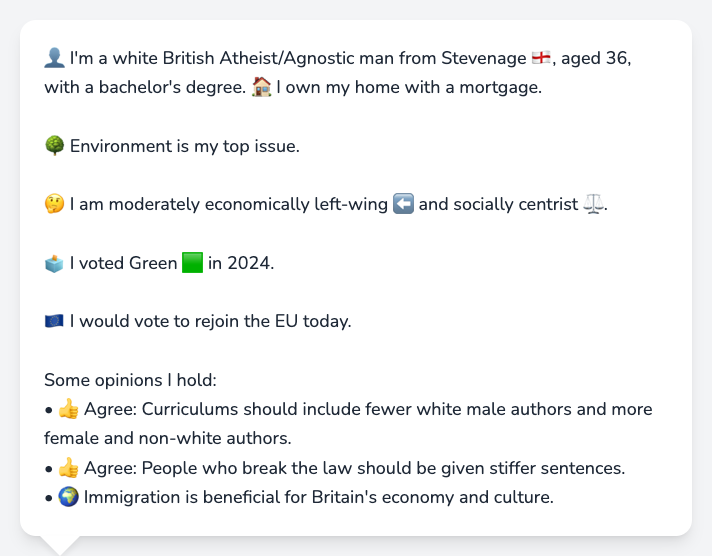 👤 I'm a white British Atheist/Agnostic man from Stevenage 🏴󠁧󠁢󠁥󠁮󠁧󠁿, aged 36,
with a bachelor's degree. 🏠 I own my home with a mortgage.
🌳 Environment is my top issue.
🤔 I am moderately economically left-wing ⬅️ and socially centrist ⚖️.
🗳️ I voted Green 🟩 in 2024.
🇪🇺 I would vote to rejoin the EU today.
Some opinions I hold:
• 👍 Agree: Curriculums should include fewer white male authors and more
female and non-white authors.
• 👍 Agree: People who break the law should be given stiffer sentences.
• 🌍 Immigration is beneficial for Britain's economy and culture.